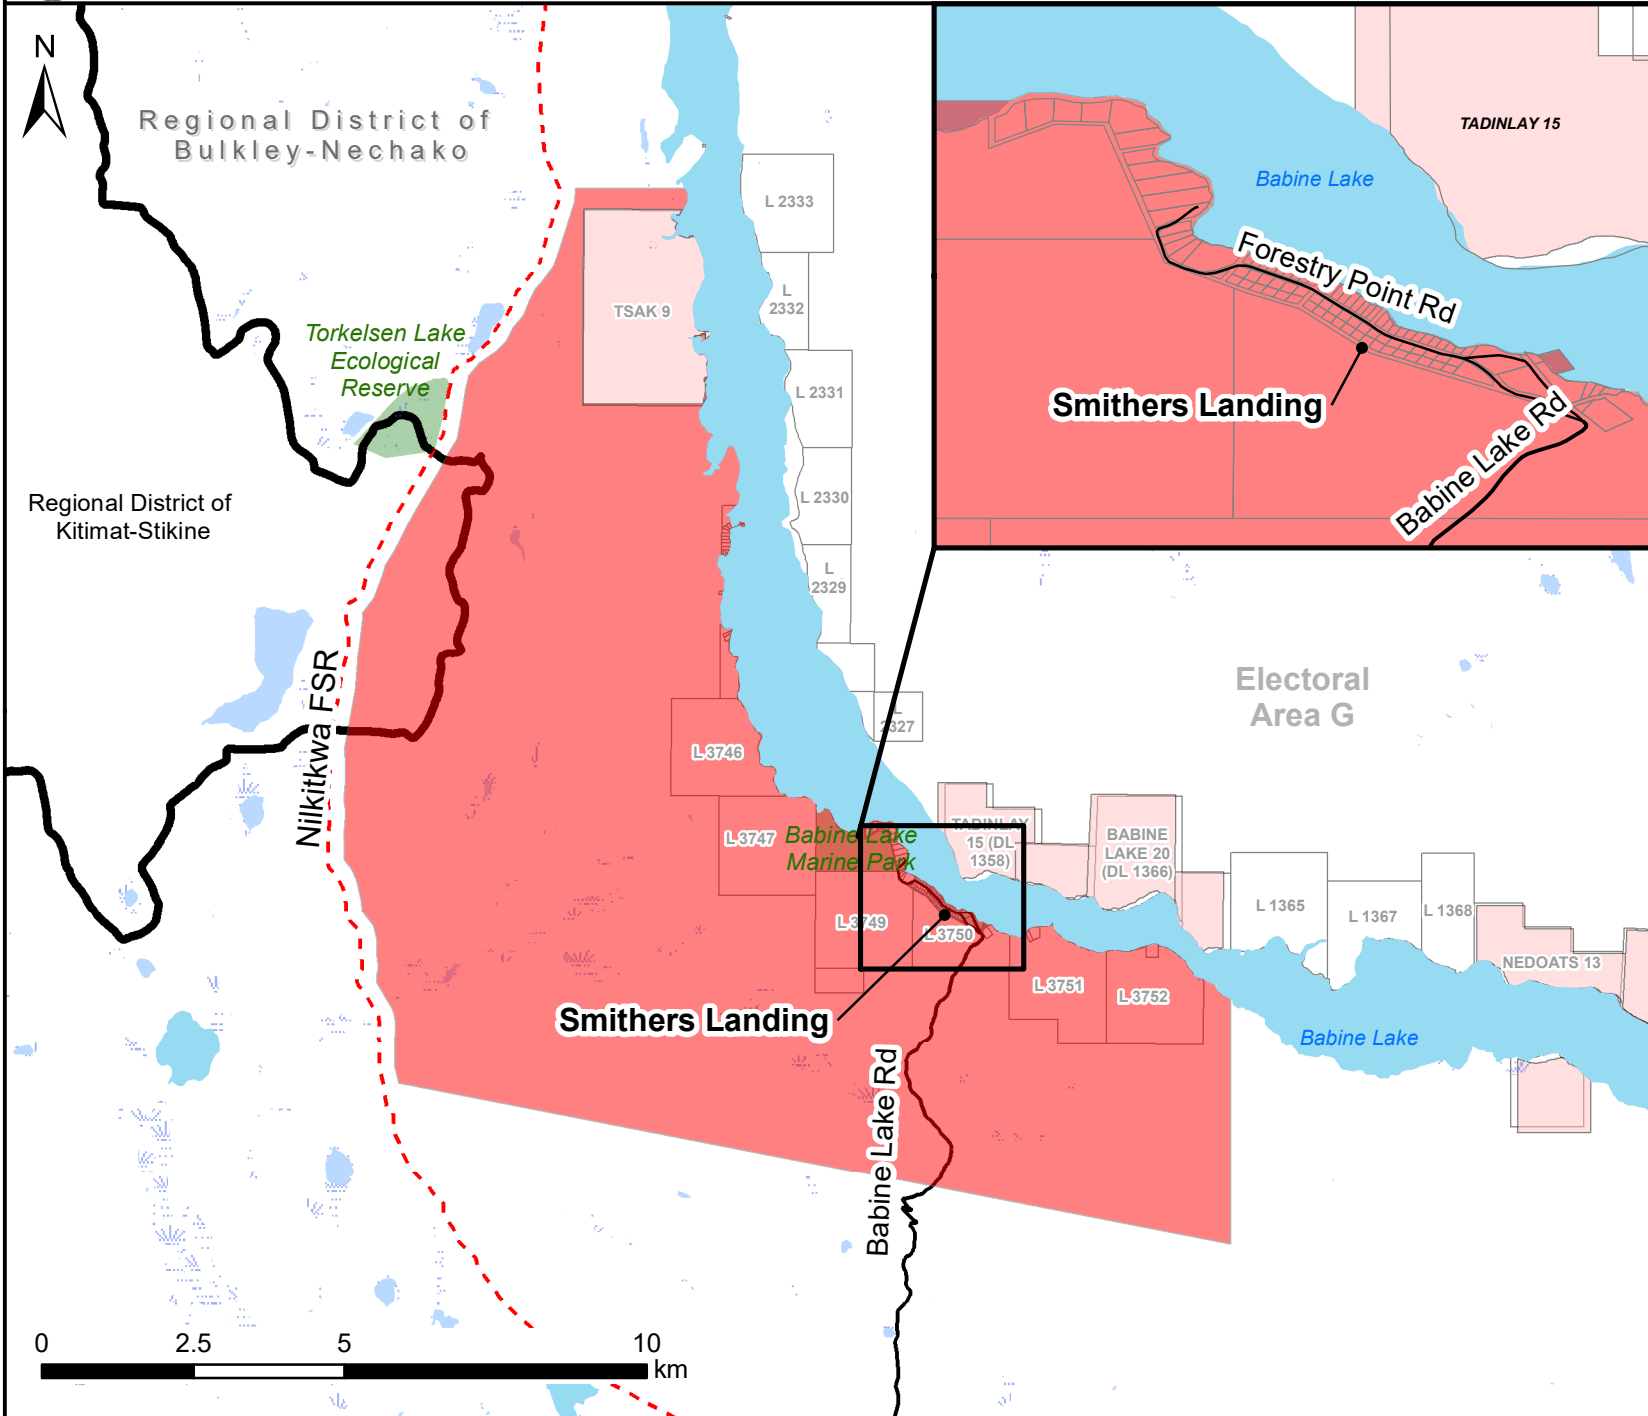 N
Regional District of
Bulkley-Nechako
TADINLAY 15
Babine Lake
Forestry Point Rd
Smithers Landing
Babine Lake Rd
L 2333
L
2332
TSAK 9
Torkelsen Lake
Ecological
Reserve
L 2331
L 2330
L
2329
Regional District of
Kitimat-Stikine
Nilkitkwa FSR
Electoral
Area G
L
2327
L 3746
L 3747
Babine Lake
Marine Park
TADINLAY
15 (DL
1358)
BABINE
LAKE 20
(DL 1366)
L 1365
L 1367
L 1368
L 3749
L 3750
NEDOATS 13
L 3751
L 3752
Smithers Landing
Babine Lake
Babine Lake Rd
0 2.5 5 10
km